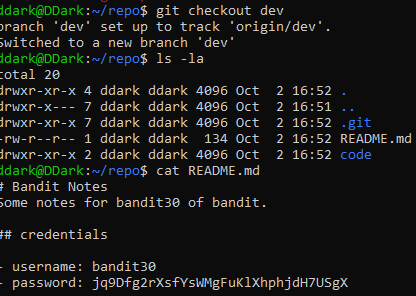 ddark@DDark:~/repo$ git checkout dev
branch 'dev' set up to track 'origin/dev'.
Switched to a new branch 'dev'
ddark@DDark:~/repo$ ls -la
total 20
drwxr-xr-x 4 ddark ddark 4096 Oct  2 16:52 .
drwxr-x--- 7 ddark ddark 4096 Oct  2 16:51 ..
drwxr-xr-x 7 ddark ddark 4096 Oct  2 16:52 .git
-rw-r--r-- 1 ddark ddark  134 Oct  2 16:52 README.md
drwxr-xr-x 2 ddark ddark 4096 Oct  2 16:52 code
ddark@DDark:~/repo$ cat README.md
# Bandit Notes
Some notes for bandit30 of bandit.

## credentials

- username: bandit30
- password: jq9Dfg2rXsfYsWMgFuKlXhphjdH7USgX